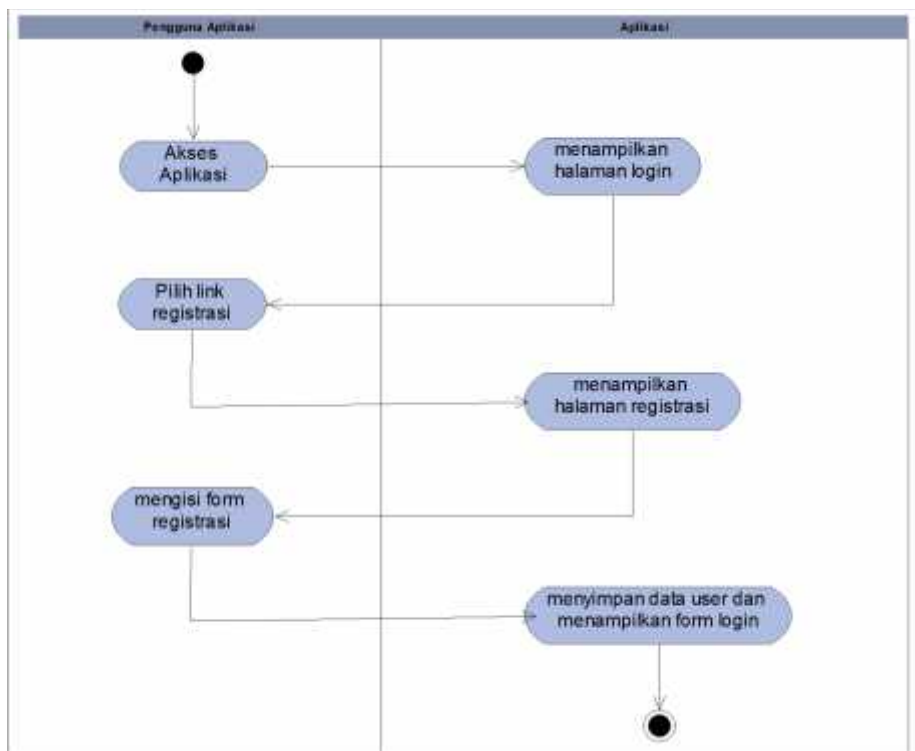 Pengguna Aplikasi
Aplikasi
Akses
Aplikasi
menampilkan
halaman login
Pilih link
registrasi
menampilkan
halaman registrasi
mengisi form
registrasi
menyimpan data user dan
menampilkan form login